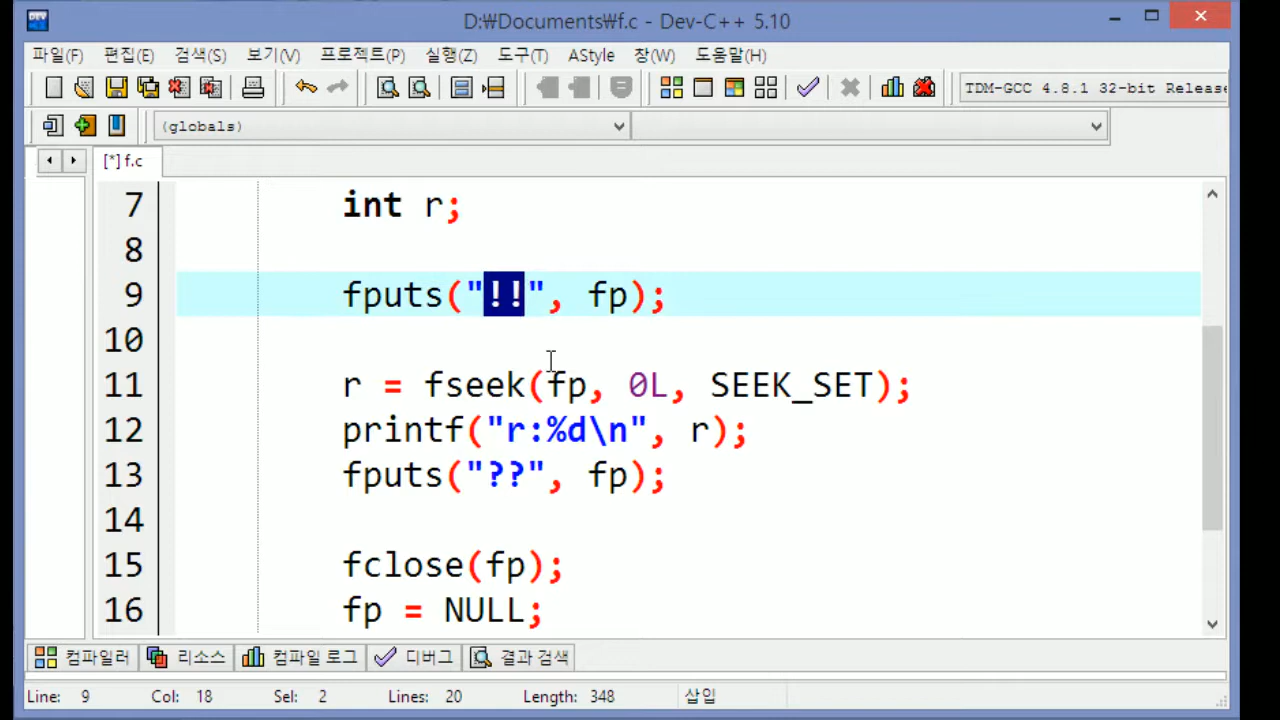 D:₩Documents₩f.c - Dev-C++ 5.10
파일(F) 편집(E) 검색(S) 보기(V) 프로젝트(P) 실행(Z) 도구(T) AStyle 창(W) 도움말(H)
TDM-GCC 4.8.1 32-bit Release
(globals)
[*] f.c
7 int r;
8
9 fputs("!!", fp);
10
11 r = fseek(fp, 0L, SEEK_SET);
12 printf("r:%d\n", r);
13 fputs("??", fp);
14
15 fclose(fp);
16 fp = NULL;
컴파일러 리소스 컴파일 로그 디버그 결과 검색
Line: 9 Col: 18 Sel: 2 Lines: 20 Length: 348 삽입